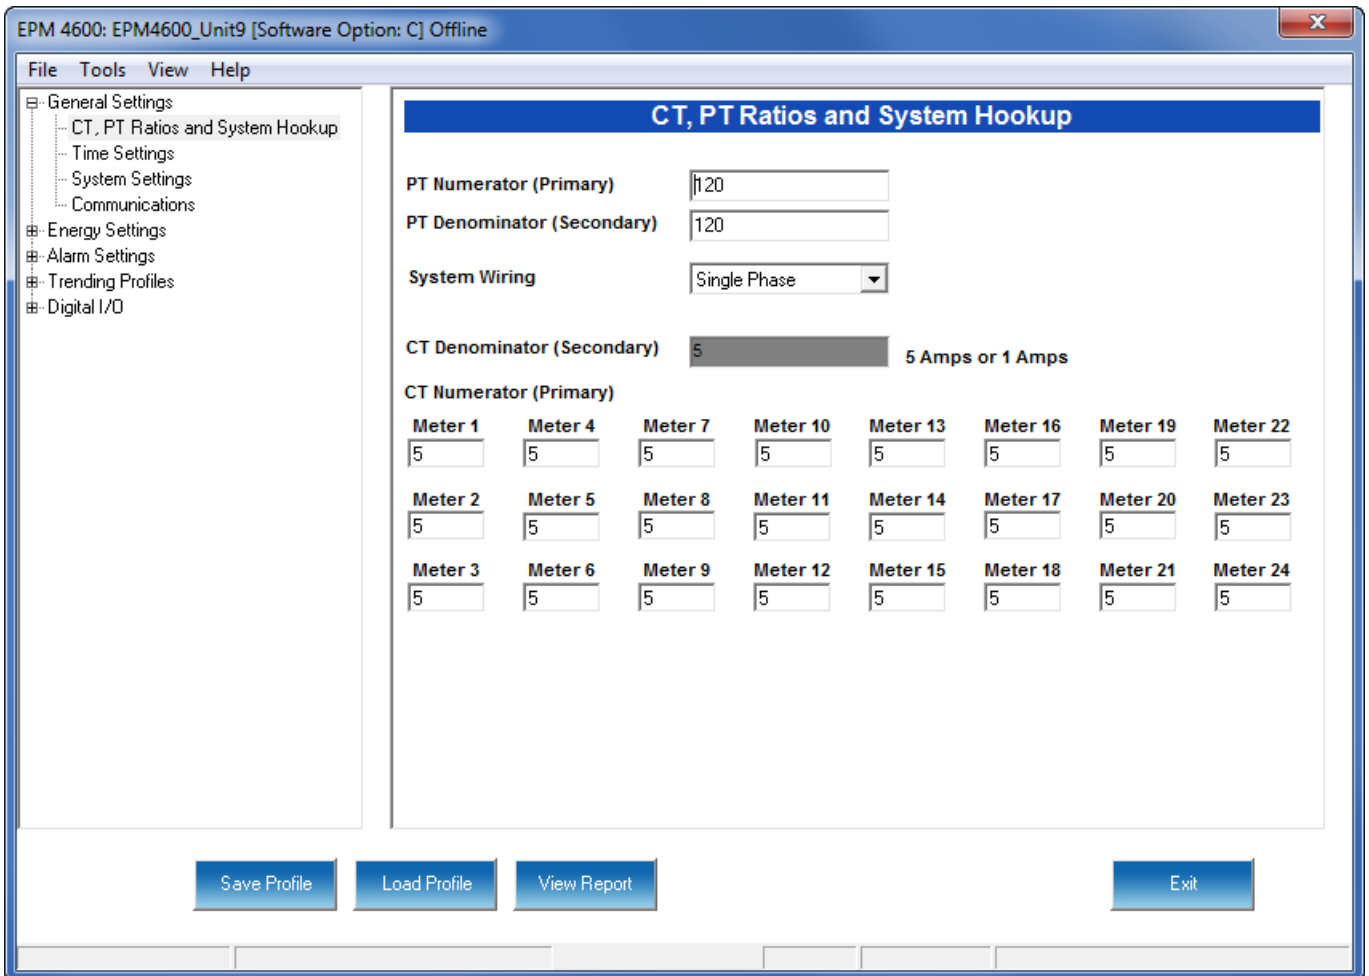 EPM 4600: EPM4600_Unit9 [Software Option: C] Offline
File Tools View Help
General Settings
CT, PT Ratios and System Hookup
Time Settings
System Settings
Communications
Energy Settings
Alarm Settings
Trending Profiles
Digital I/O
CT, PT Ratios and System Hookup
PT Numerator (Primary) 120
PT Denominator (Secondary) 120
System Wiring Single Phase
CT Denominator (Secondary) 5 5 Amps or 1 Amps
CT Numerator (Primary)
Meter 1 Meter 4 Meter 7 Meter 10 Meter 13 Meter 16 Meter 19 Meter 22
5 5 5 5 5 5 5 5
Meter 2 Meter 5 Meter 8 Meter 11 Meter 14 Meter 17 Meter 20 Meter 23
5 5 5 5 5 5 5 5
Meter 3 Meter 6 Meter 9 Meter 12 Meter 15 Meter 18 Meter 21 Meter 24
5 5 5 5 5 5 5 5
Save Profile Load Profile View Report Exit